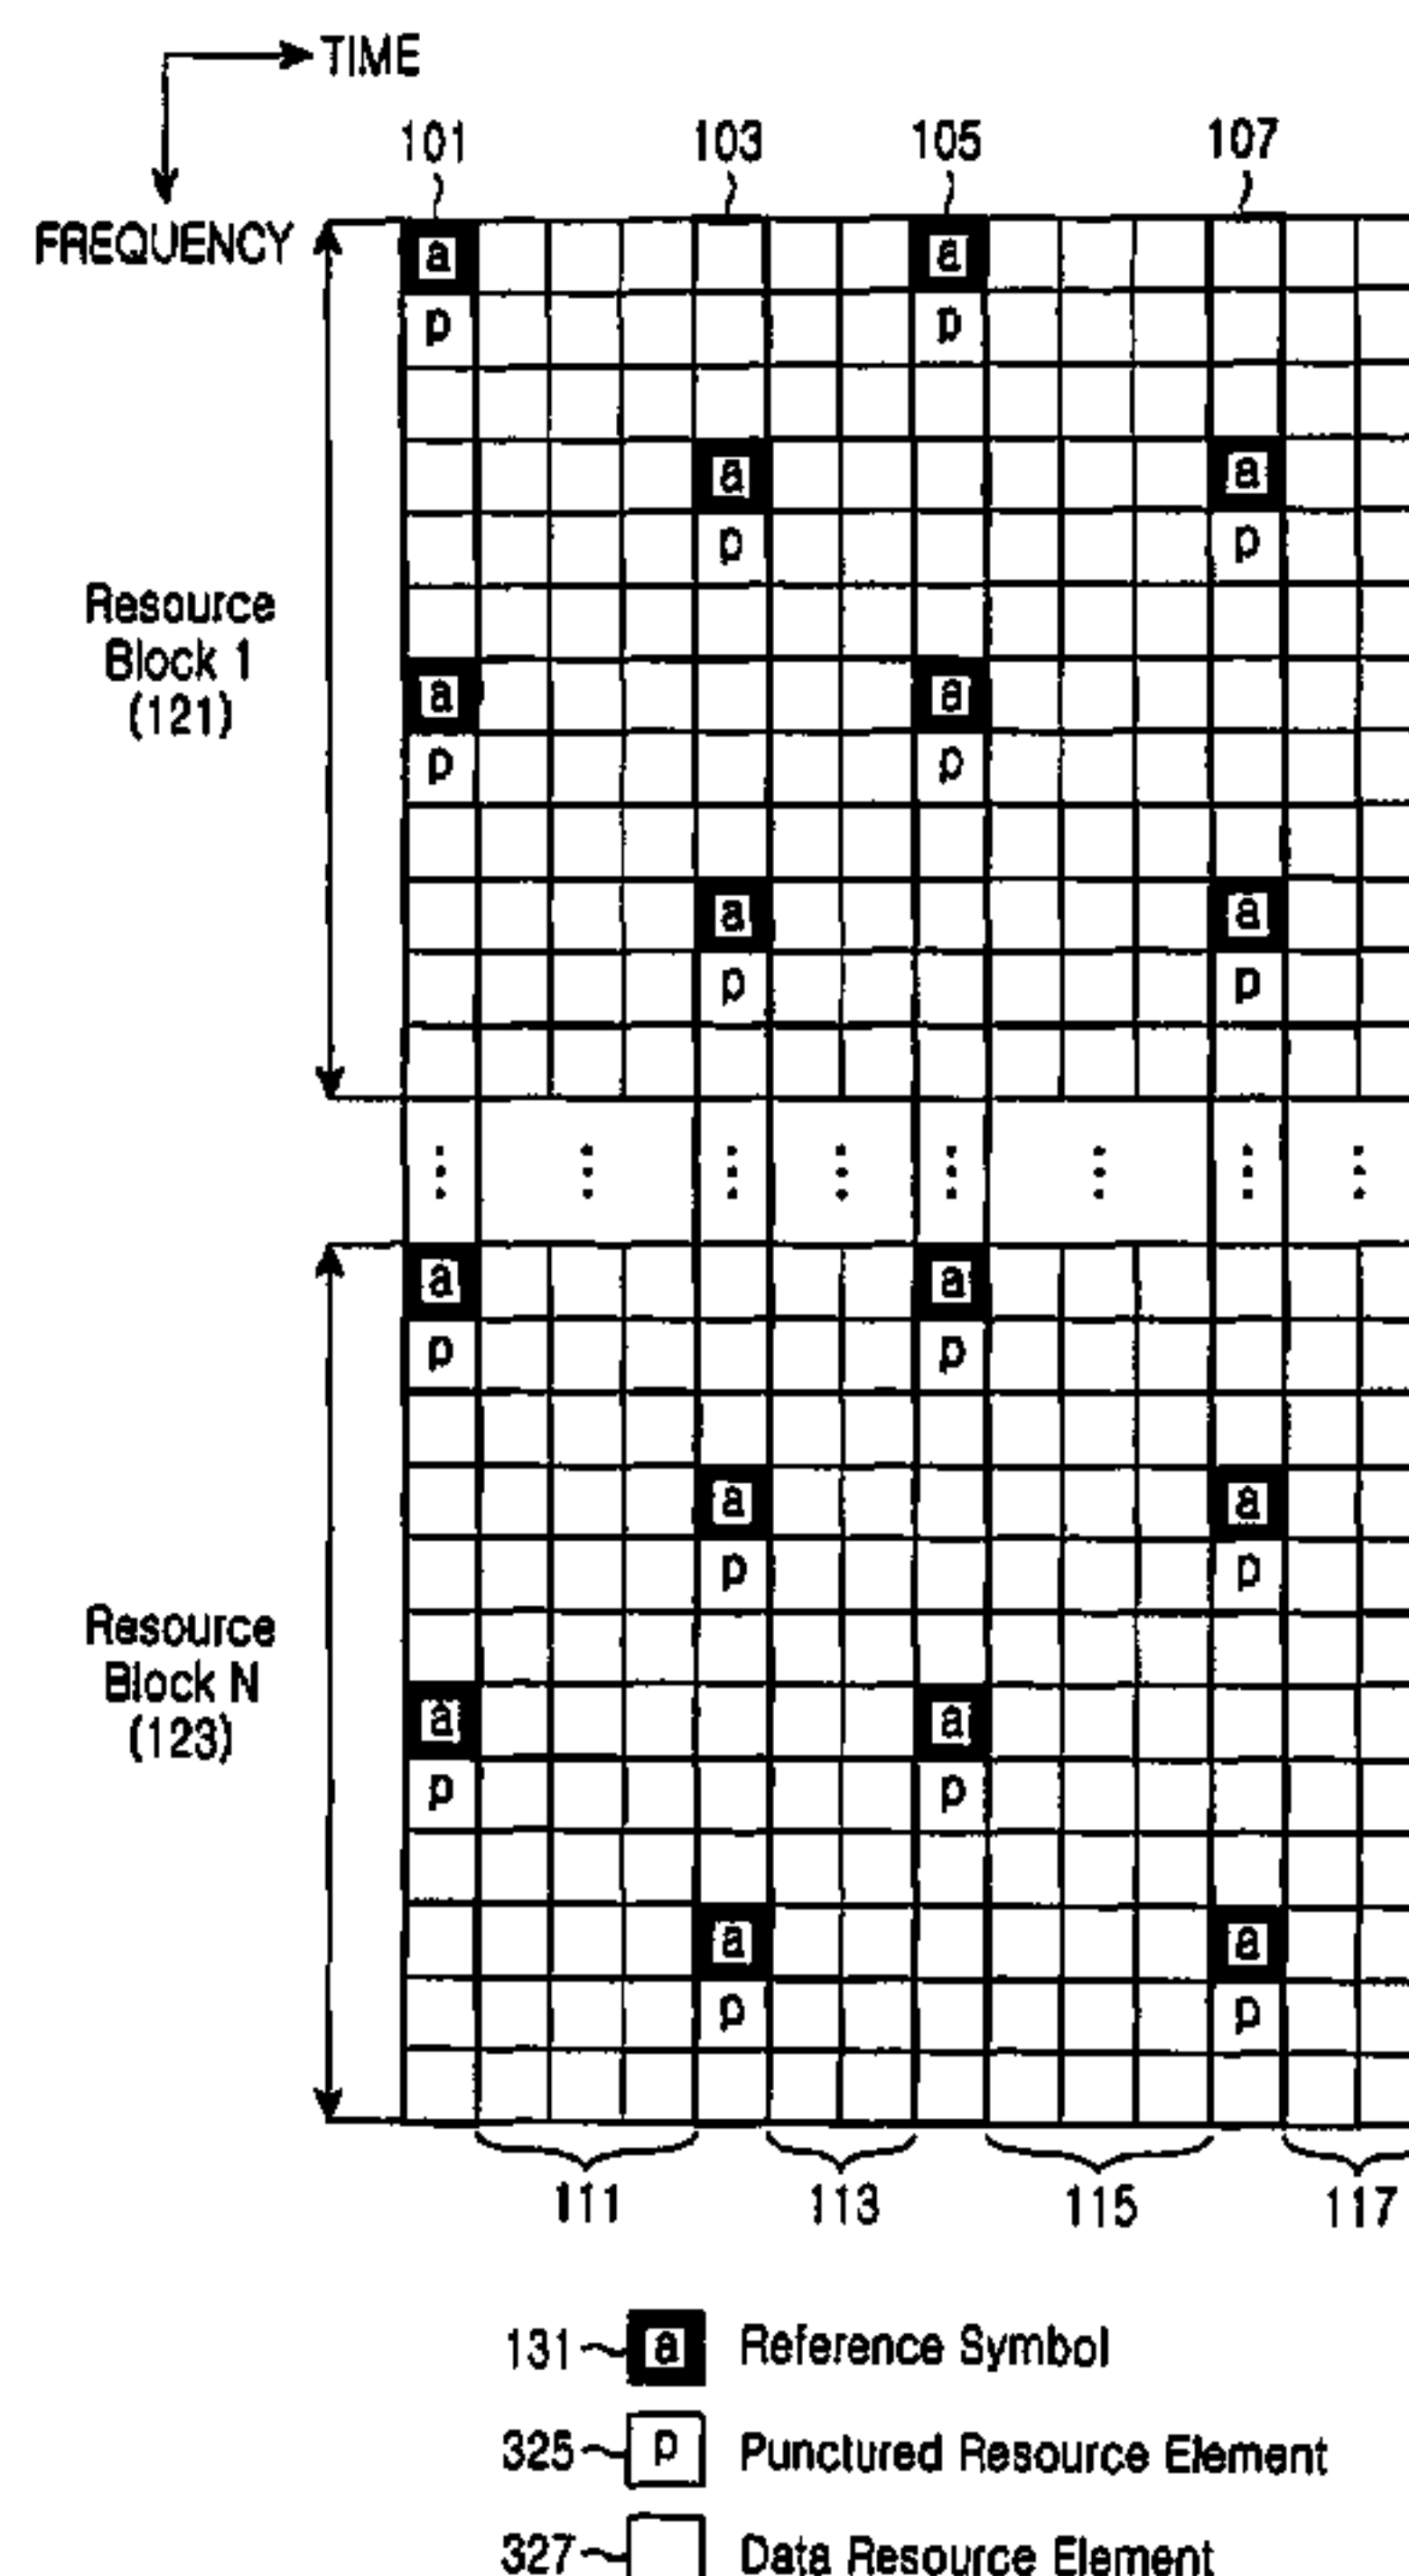 TIME
101 103 105 107
FREQUENCY
a a
p p
a a
p p
Resource
Block 1
(121)
a a
p p
a a
p p
a a
p p
a a
p p
Resource
Block N
(123)
a a
p p
a a
p p
111 113 115 117
131 a Reference Symbol
325 p Punctured Resource Element
327 Data Resource Element